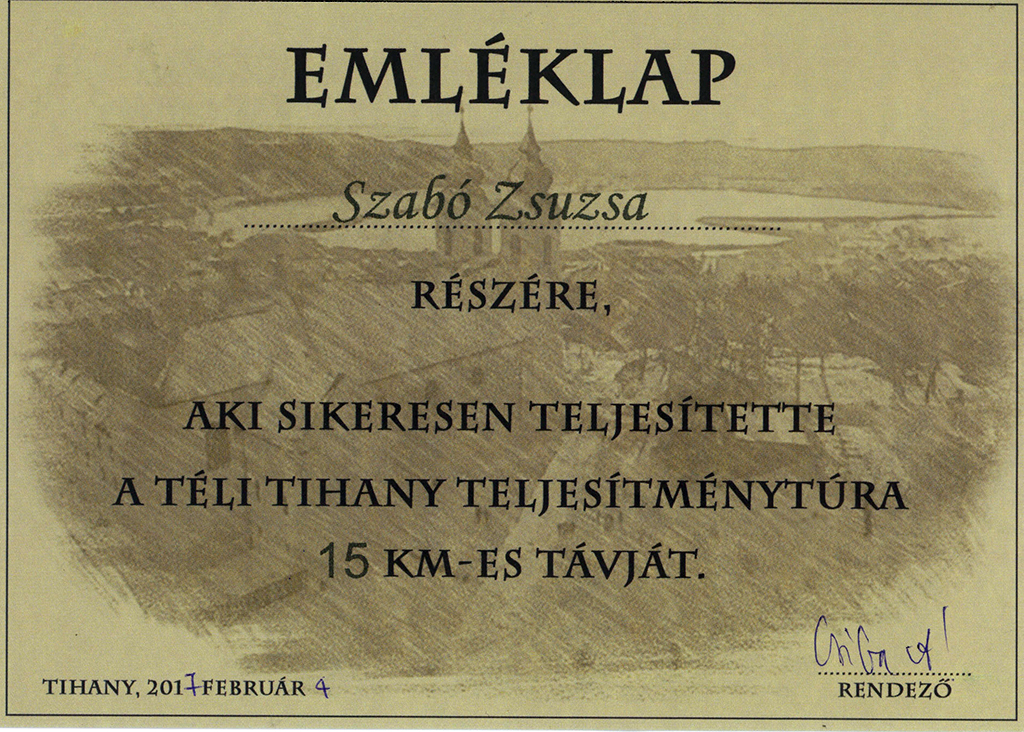 EMLÉKLAP
Szabó Zsuzsa
RÉSZÉRE,
AKI SIKERESEN TELJESÍTETTE
A TÉLI TIHANY TELJESÍTMÉNYTÚRA
15 KM-ES TÁVJÁT.
TIHANY, 2017 FEBRUÁR 4
RENDEZŐ